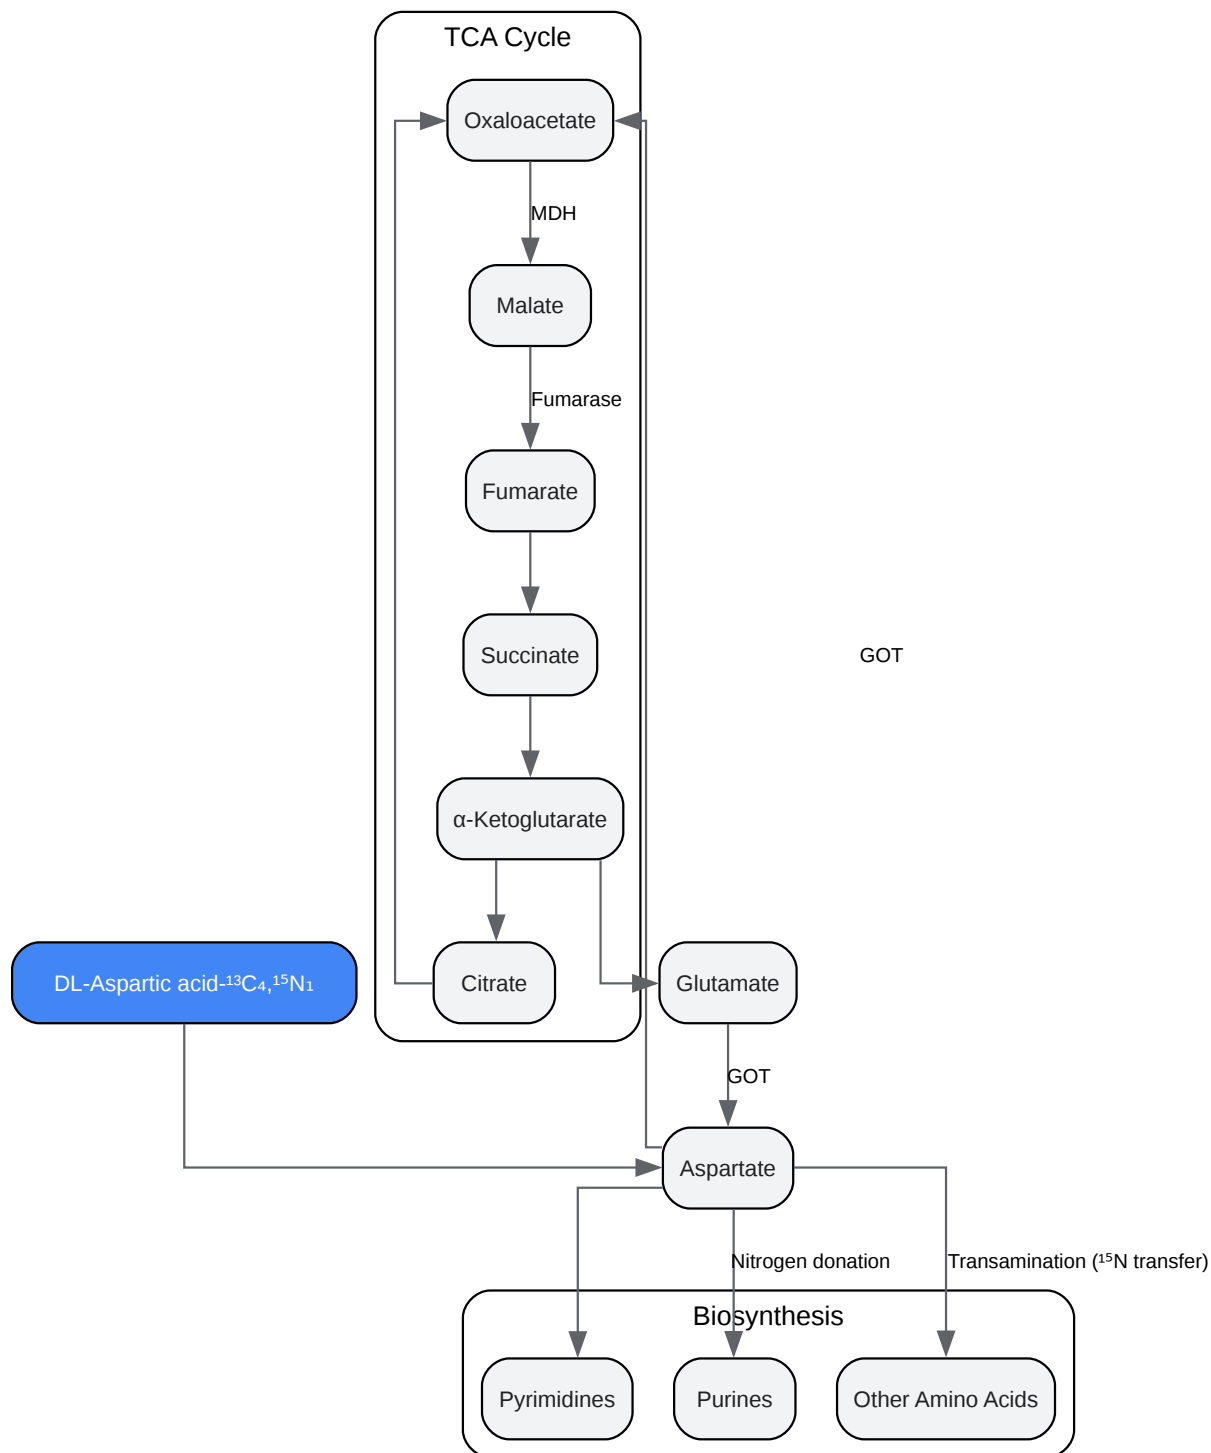 TCA Cycle
Oxaloacetate
MDH
Malate
Fumarase
Fumarate
Succinate
GOT
α-Ketoglutarate
DL-Aspartic acid-¹³C₄,¹⁵N₁
Citrate
Glutamate
GOT
Aspartate
Nitrogen donation
Transamination (¹⁵N transfer)
Biosynthesis
Pyrimidines
Purines
Other Amino Acids